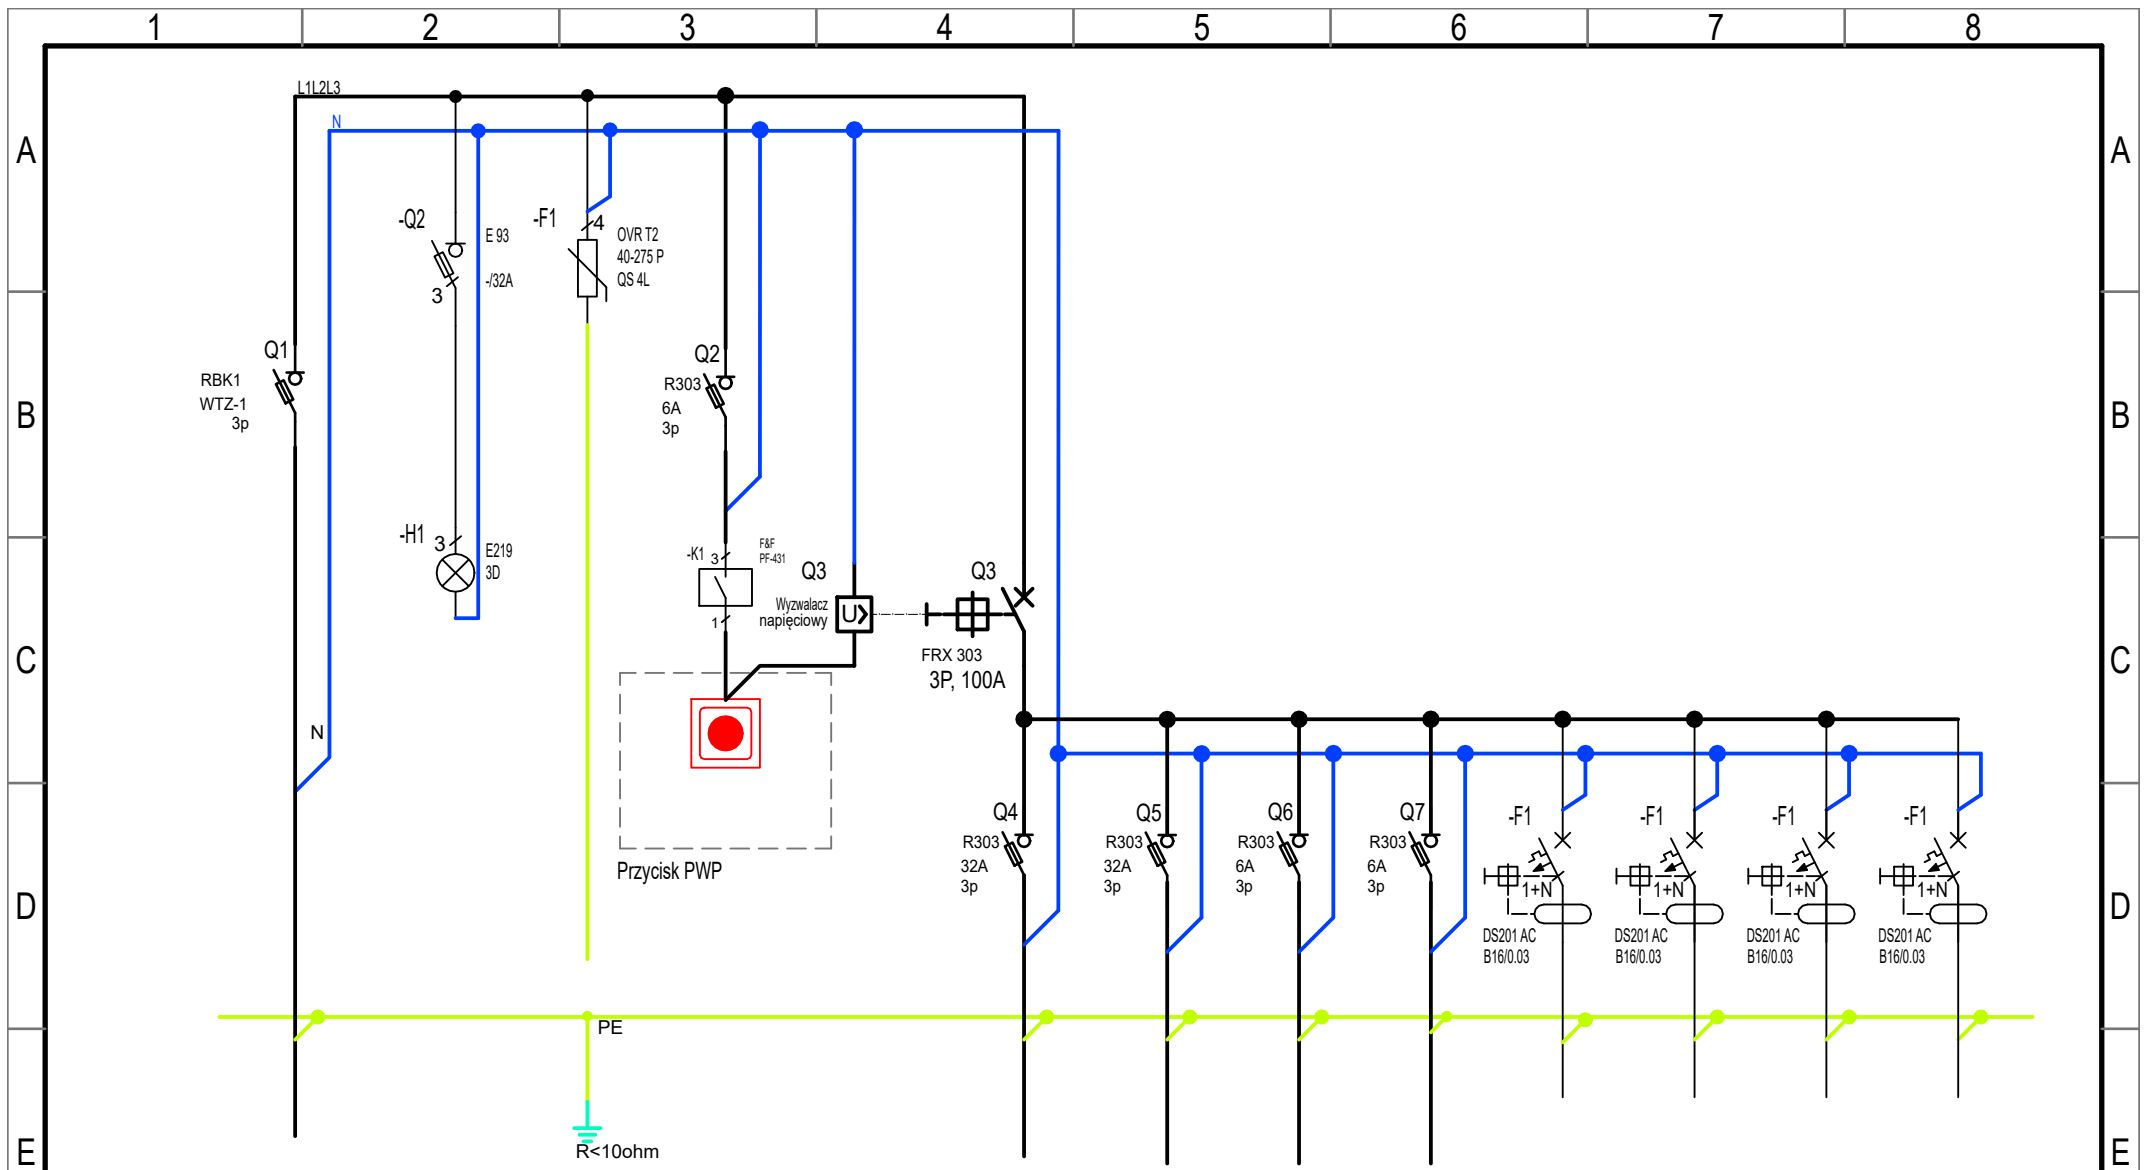 1 2 3 4 5 6 7 8
A A
L1L2L3
N
-Q2
E 93
-/32A
3
-F1
4
OVR T2
40-275 P
QS 4L
B B
Q1
RBK1
WTZ-1
3p
Q2
R303
6A
3p
C C
-H1
3
E219
3D
-K1
3
F&F
PF-431
1
Q3
Wyzwalacz
napięciowy
U>
Q3
FRX 303
3P, 100A
N
Przycisk PWP
D D
Q4
R303
32A
3p
Q5
R303
32A
3p
Q6
R303
6A
3p
Q7
R303
6A
3p
-F1
1+N
DS201 AC
B16/0.03
-F1
1+N
DS201 AC
B16/0.03
-F1
1+N
DS201 AC
B16/0.03
-F1
1+N
DS201 AC
B16/0.03
PE
R<10ohm
E E